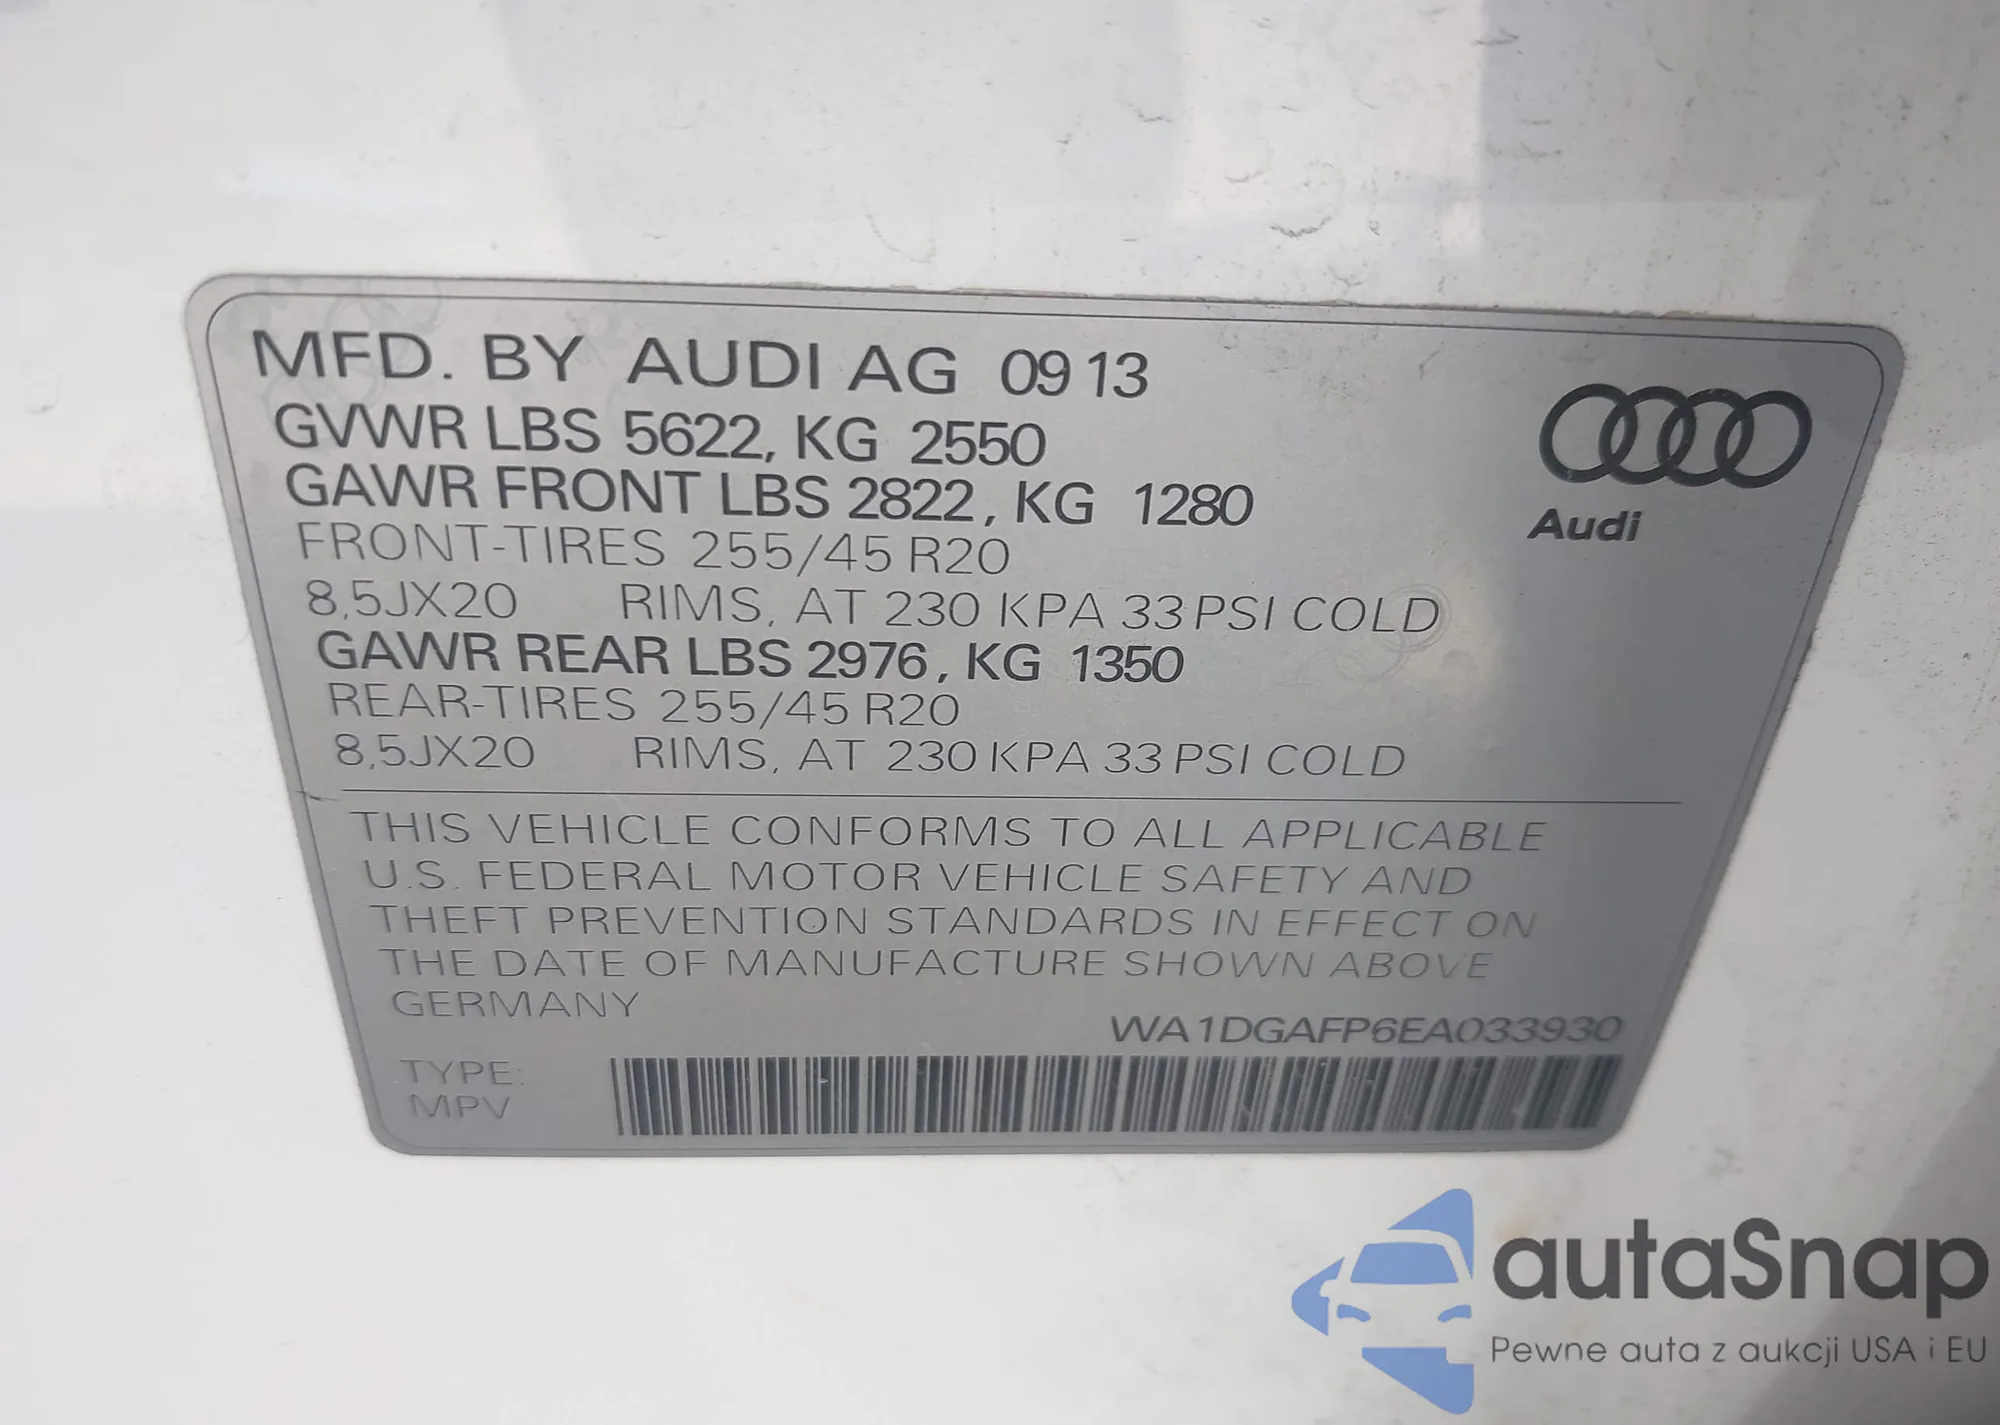 MFD. BY AUDI AG 09 13
GVWR LBS 5622, KG 2550
GAWR FRONT LBS 2822, KG 1280
FRONT-TIRES 255/45 R20
8,5JX20 RIMS, AT 230 KPA 33 PSI COLD
GAWR REAR LBS 2976, KG 1350
REAR-TIRES 255/45 R20
8,5JX20 RIMS, AT 230 KPA 33 PSI COLD
Audi
THIS VEHICLE CONFORMS TO ALL APPLICABLE
U.S. FEDERAL MOTOR VEHICLE SAFETY AND
THEFT PREVENTION STANDARDS IN EFFECT ON
THE DATE OF MANUFACTURE SHOWN ABOVE
GERMANY
WA1DGAFP6EA033930
TYPE:
MPV
autaSnap
Pewne auta z aukcji USA i EU